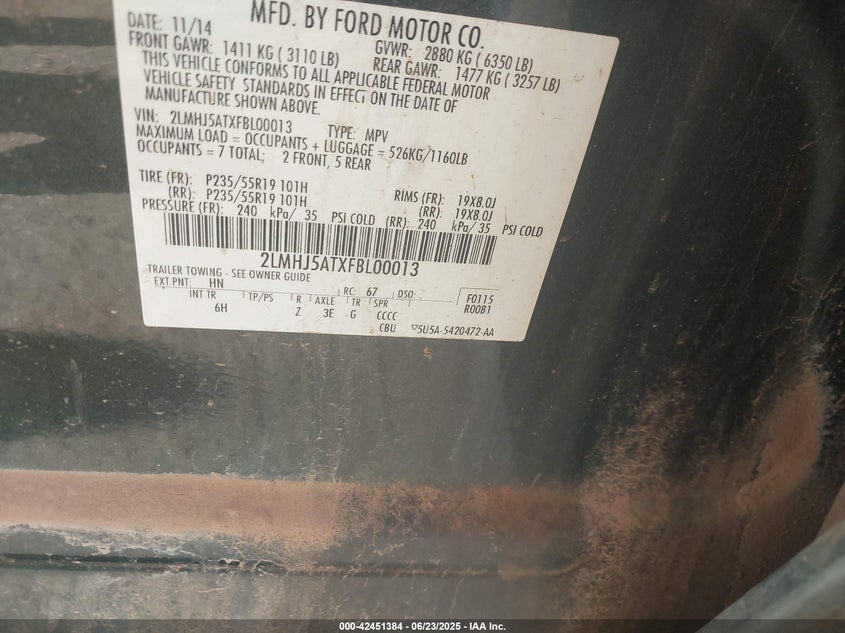 MFD. BY FORD MOTOR CO.
DATE: 11/14
GVWR: 2880 KG ( 6350 LB)
FRONT GAWR: 1411 KG ( 3110 LB)
REAR GAWR: 1477 KG ( 3257 LB)
THIS VEHICLE CONFORMS TO ALL APPLICABLE FEDERAL MOTOR
VEHICLE SAFETY STANDARDS IN EFFECT ON THE DATE OF
MANUFACTURE SHOWN ABOVE.
VIN: 2LMHJ5ATXFBL00013 TYPE: MPV
MAXIMUM LOAD = OCCUPANTS + LUGGAGE = 526KG/1160LB
OCCUPANTS = 7 TOTAL; 2 FRONT, 5 REAR
TIRE (FR): P235/55R19 101H RIMS (FR): 19X8.0J
(RR): P235/55R19 101H (RR): 19X8.0J
PRESSURE (FR): 240 kPa/ 35 PSI COLD (RR): 240 kPa/ 35 PSI COLD
2LMHJ5ATXFBL00013
TRAILER TOWING - SEE OWNER GUIDE
EXT PNT: HN RC: 67 DSO: F0115
INT TR TP/PS R AXLE TR SPR R0081
6H Z 3E G CCCC
CBU 5U5A-5420472-AA
000-42451384 - 06/23/2025 - IAA Inc.